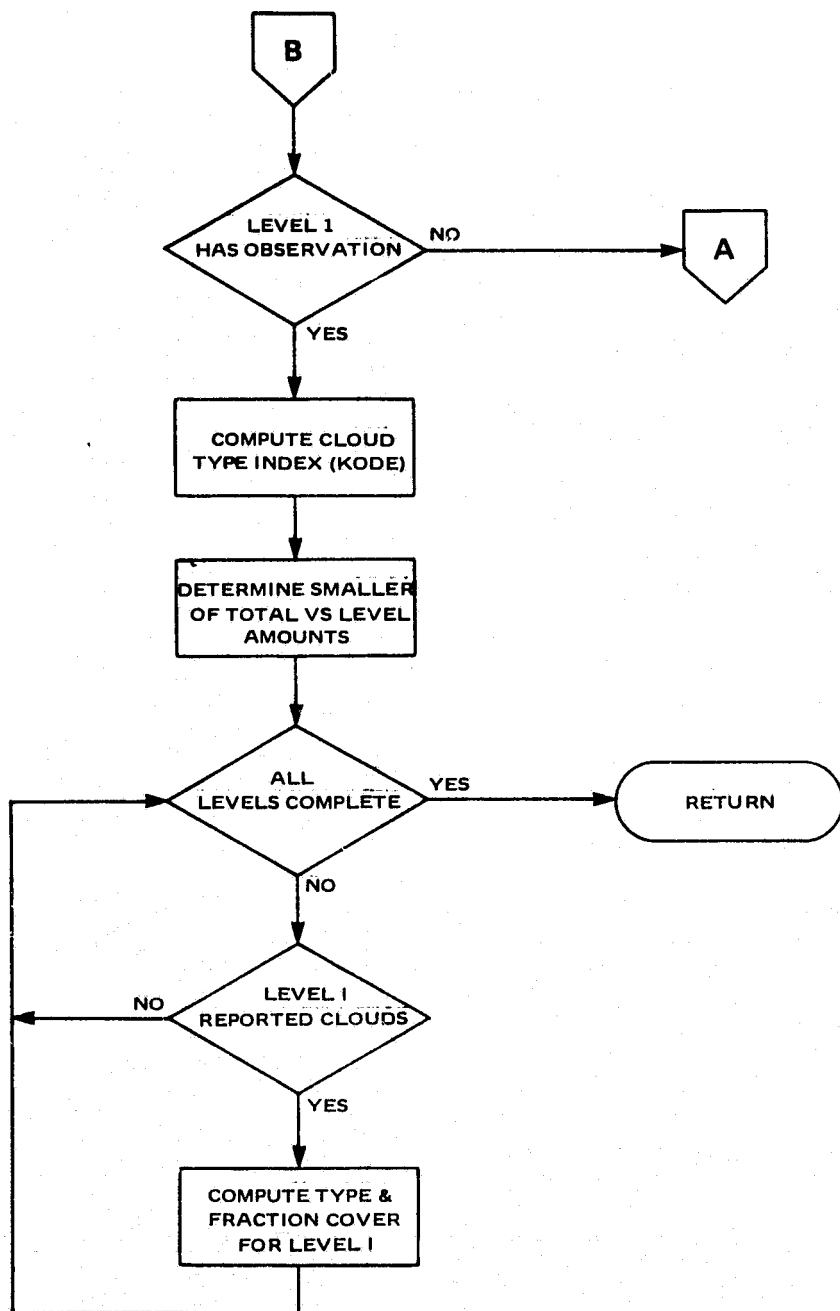 B
LEVEL 1
HAS OBSERVATION
NO
A
YES
COMPUTE CLOUD
TYPE INDEX (KODE)
DETERMINE SMALLER
OF TOTAL VS LEVEL
AMOUNTS
ALL
LEVELS COMPLETE
YES
RETURN
NO
LEVEL I
REPORTED CLOUDS
NO
YES
COMPUTE TYPE &
FRACTION COVER
FOR LEVEL I